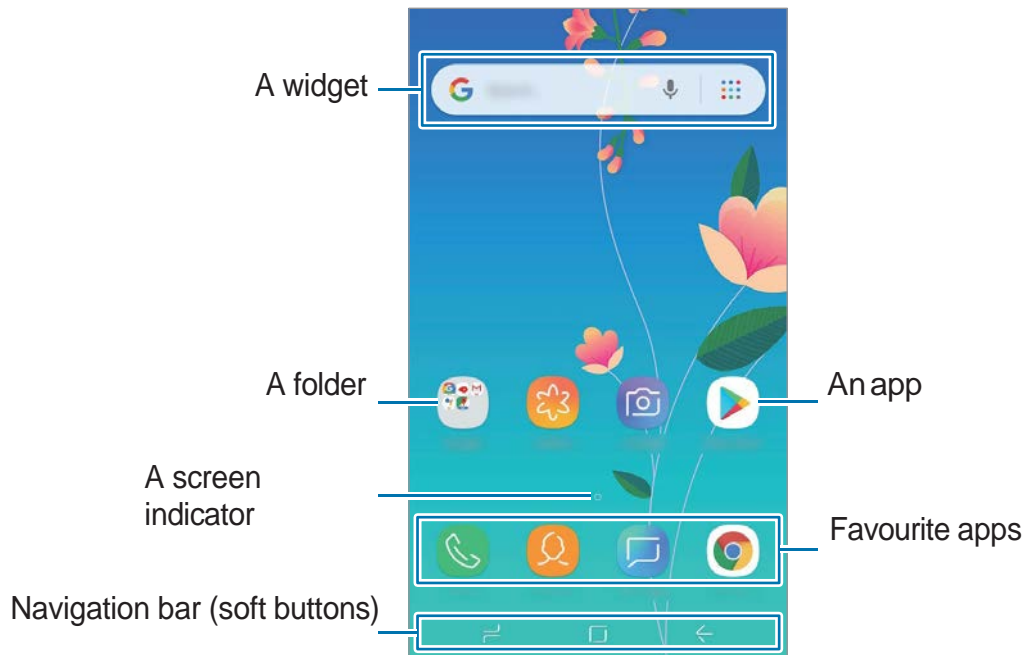 A widget
A folder
An app
A screen
indicator
Favourite apps
Navigation bar (soft buttons)